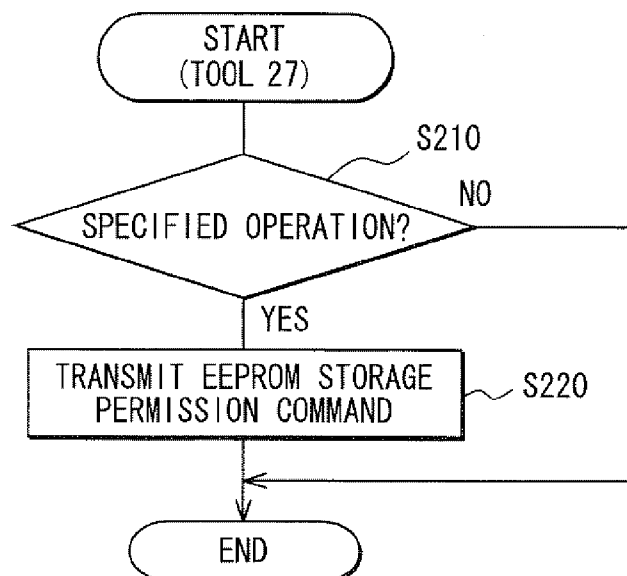 START
(TOOL 27)
S210
NO
SPECIFIED OPERATION?
YES
TRANSMIT EEPROM STORAGE
PERMISSION COMMAND
S220
END